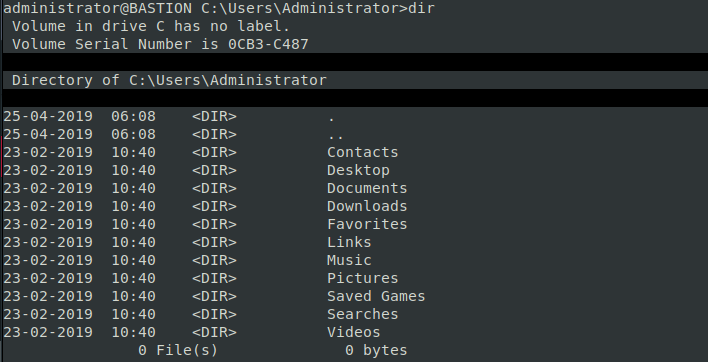 administrator@BASTION C:\Users\Administrator>dir
Volume in drive C has no label.
Volume Serial Number is 0CB3-C487
Directory of C:\Users\Administrator
25-04-2019  06:08    <DIR>          .
25-04-2019  06:08    <DIR>          ..
23-02-2019  10:40    <DIR>          Contacts
23-02-2019  10:40    <DIR>          Desktop
23-02-2019  10:40    <DIR>          Documents
23-02-2019  10:40    <DIR>          Downloads
23-02-2019  10:40    <DIR>          Favorites
23-02-2019  10:40    <DIR>          Links
23-02-2019  10:40    <DIR>          Music
23-02-2019  10:40    <DIR>          Pictures
23-02-2019  10:40    <DIR>          Saved Games
23-02-2019  10:40    <DIR>          Searches
23-02-2019  10:40    <DIR>          Videos
0 File(s)              0 bytes